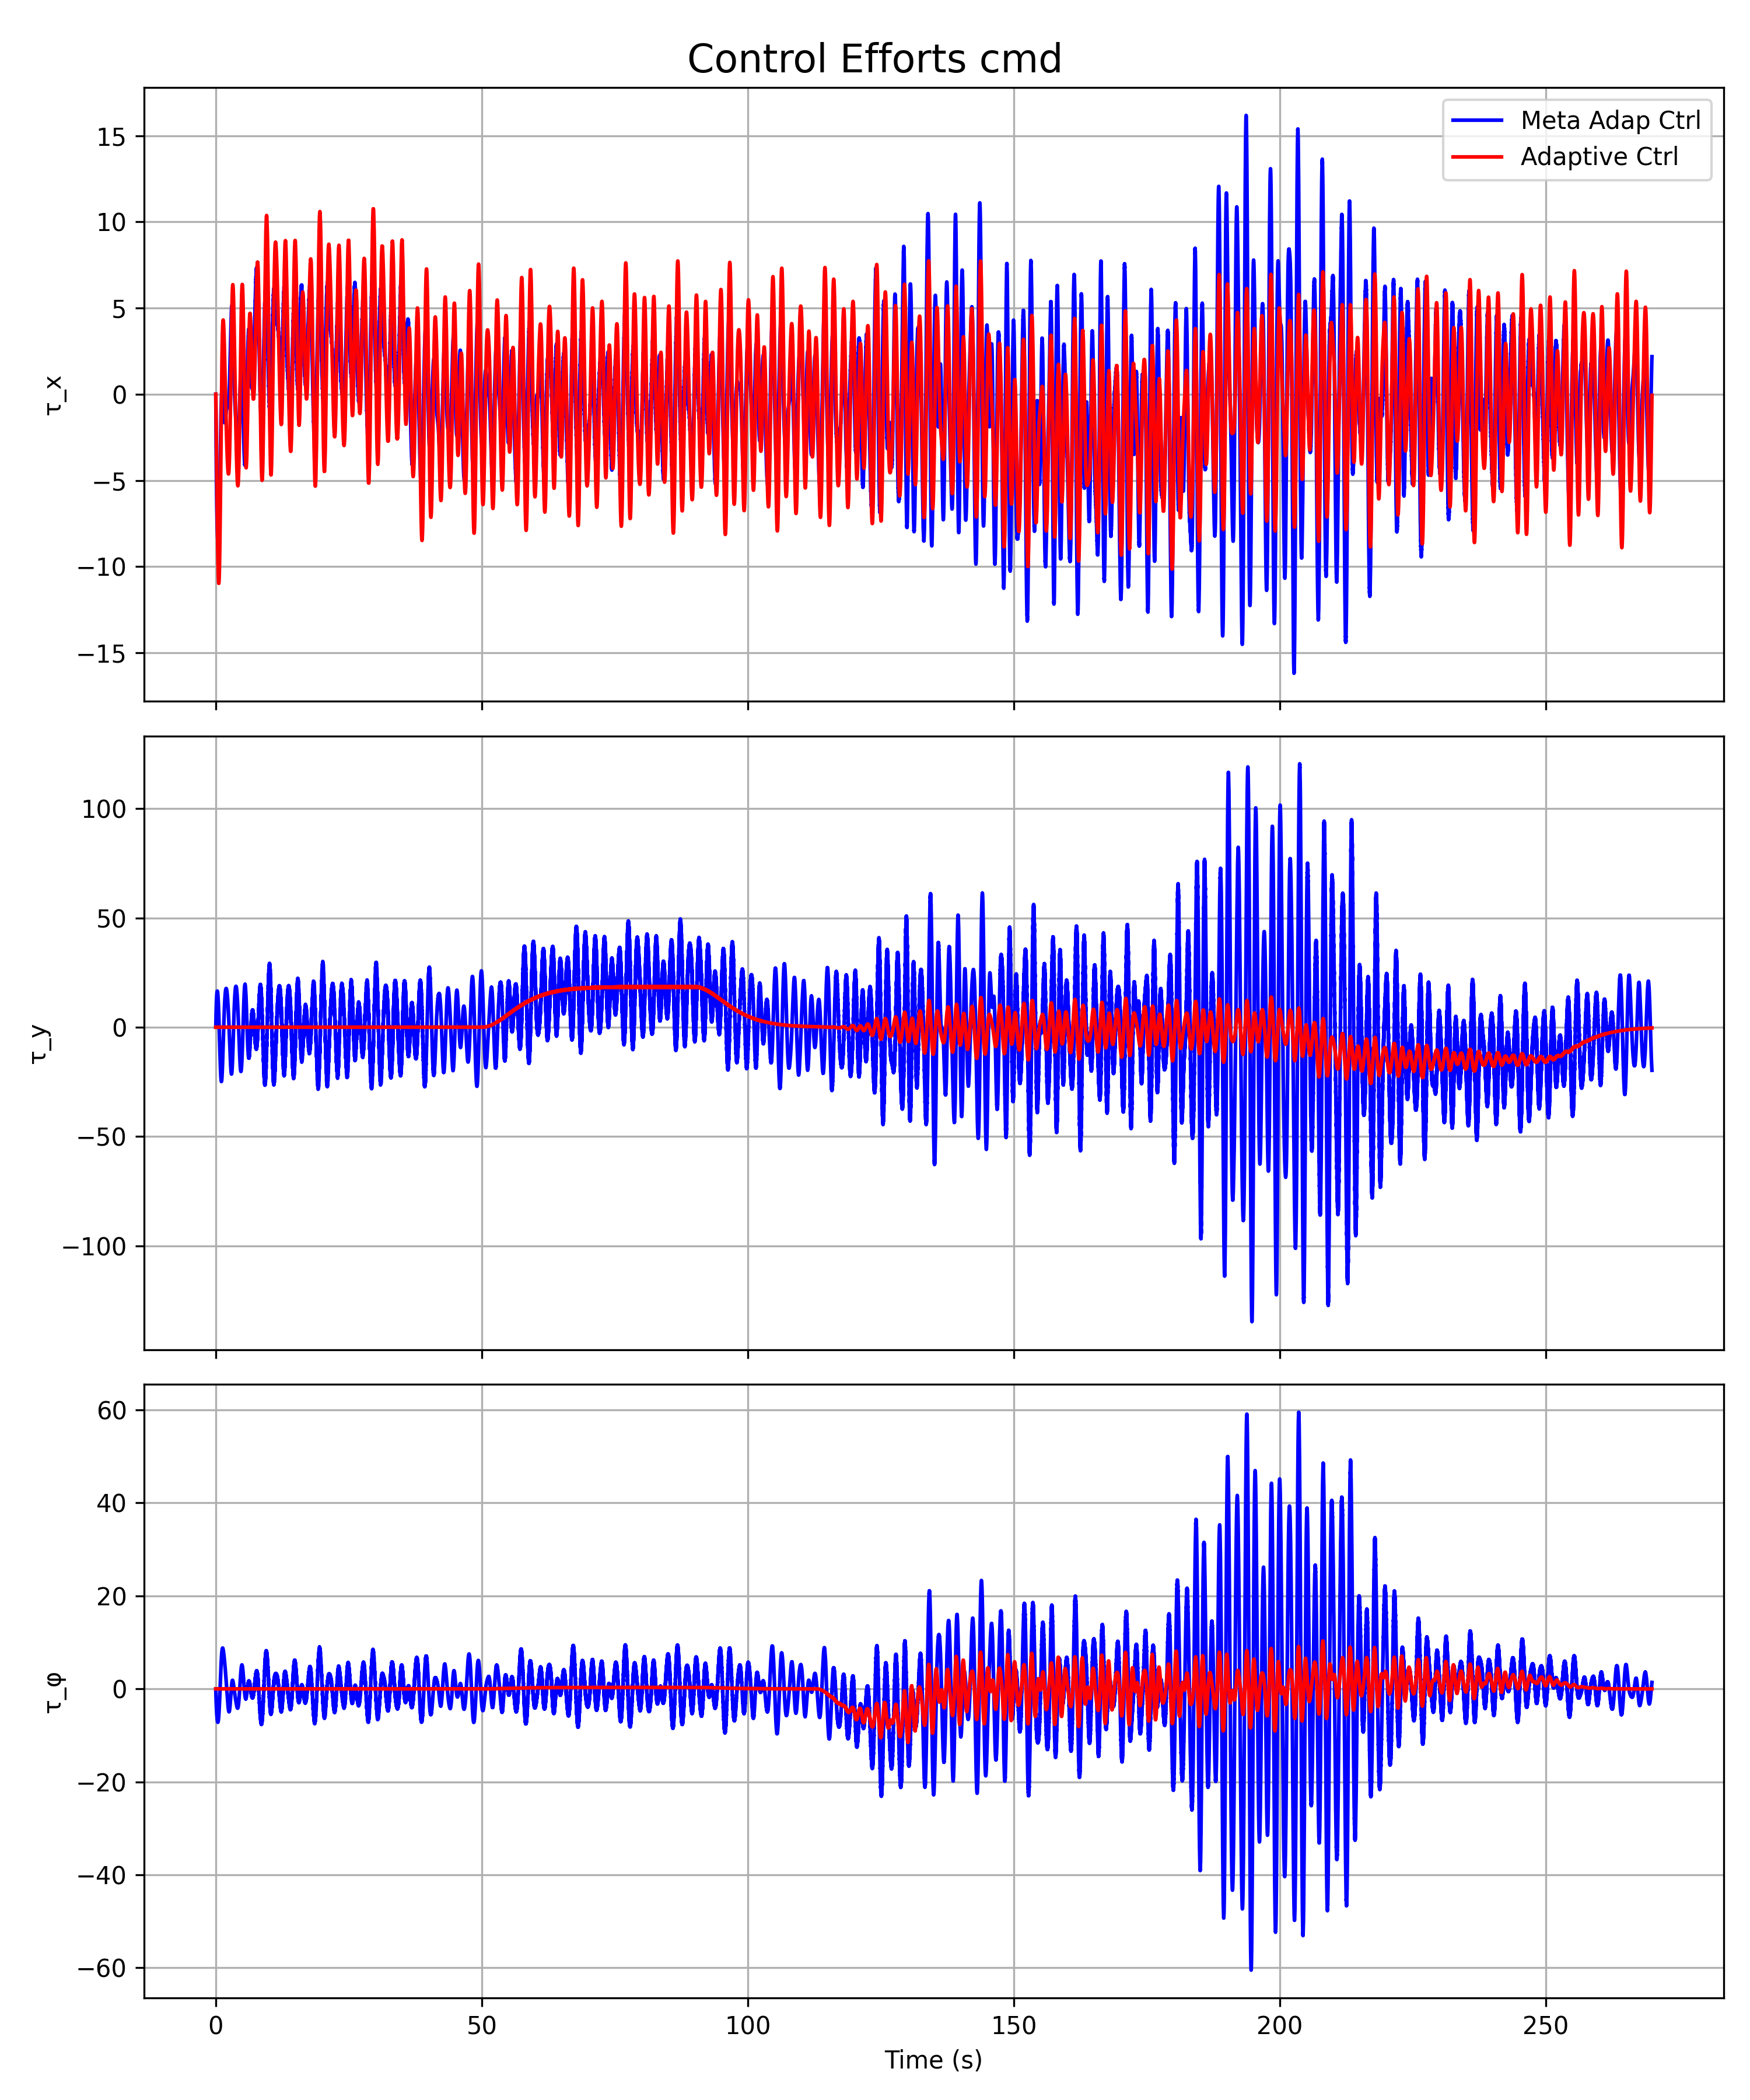 Control Efforts cmd
15
10
5
0
−5
−10
−15
τ_x
Meta Adap Ctrl
Adaptive Ctrl
100
50
0
−50
−100
τ_y
60
40
20
0
−20
−40
−60
τ_φ
0 50 100 150 200 250
Time (s)